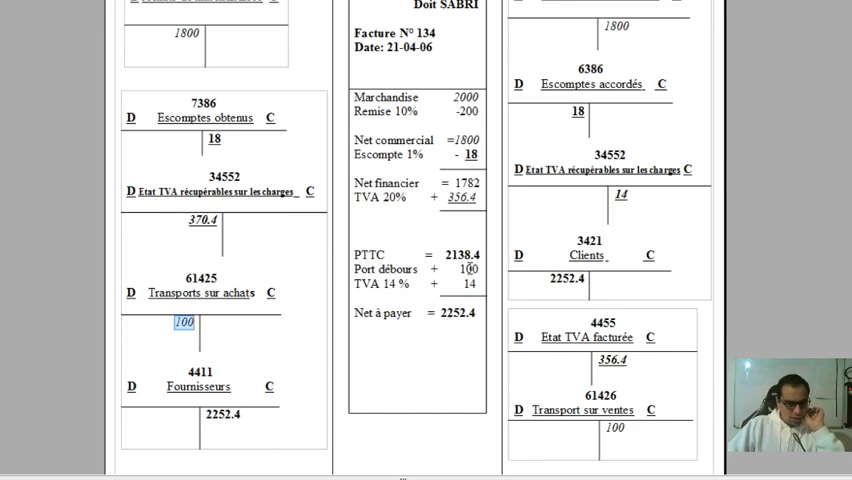 1800
7386
D Escomptes obtenus C
18
34552
D Etat TVA récupérables sur les charges C
370.4
61425
D Transports sur achats C
100
4411
D Fournisseurs C
2252.4
Doit SABRI
Facture N° 134
Date: 21-04-06
Marchandise 2000
Remise 10% -200
Net commercial =1800
Escompte 1% - 18
Net financier = 1782
TVA 20% + 356.4
PTTC = 2138.4
Port débours + 100
TVA 14 % + 14
Net à payer = 2252.4
1800
6386
D Escomptes accordés C
18
34552
D Etat TVA récupérables sur les charges C
14
3421
D Clients C
2252.4
4455
D Etat TVA facturée C
356.4
61426
D Transport sur ventes C
100